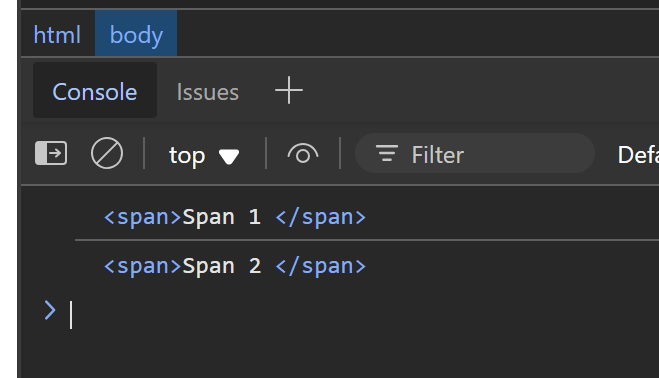 html body
Console Issues
top Filter Defa
<span>Span 1 </span>
<span>Span 2 </span>